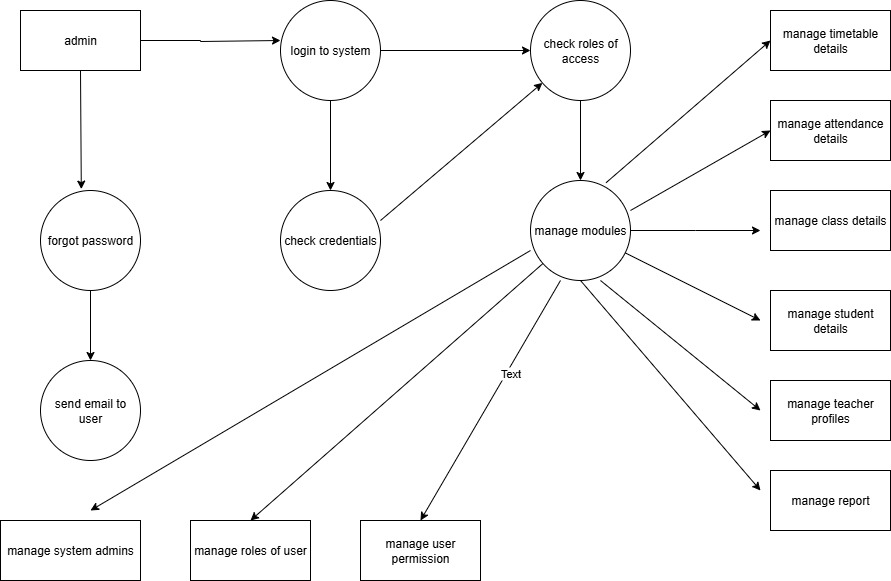 admin
login to system
check roles of
access
manage timetable
details
manage attendance
details
forgot password
check credentials
manage modules
manage class details
manage student
details
Text
send email to
user
manage teacher
profiles
manage report
manage system admins
manage roles of user
manage user
permission